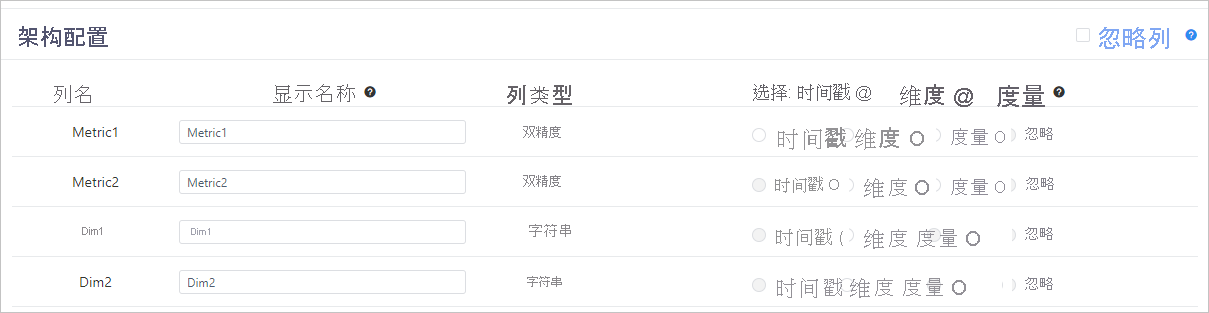 架构配置 忽略列 ?
列名 显示名称 ? 列类型 选择: 时间戳 @ 维度 @ 度量 ?
Metric1 Metric1 双精度 时间戳 维度 O 度量 O 忽略
Metric2 Metric2 双精度 时间戳 O 维度 O 度量 O 忽略
Dim1 Dim1 字符串 时间戳 ( 维度 度量 O 忽略
Dim2 Dim2 字符串 时间戳 维度 度量 O 忽略